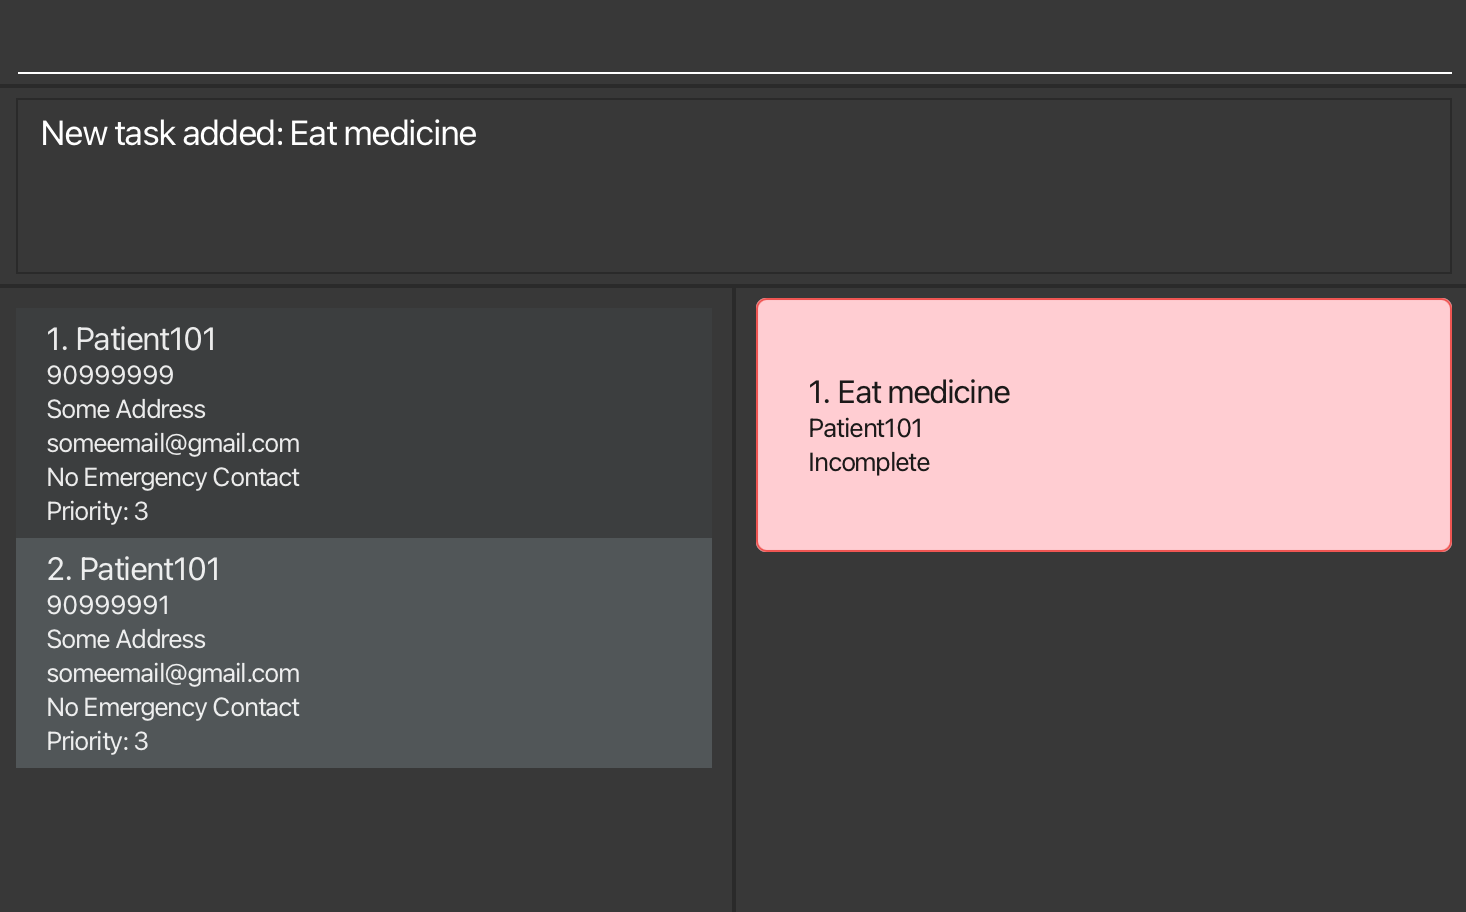 New task added: Eat medicine
1. Patient101
90999999
Some Address
someemail@gmail.com
No Emergency Contact
Priority: 3
2. Patient101
90999991
Some Address
someemail@gmail.com
No Emergency Contact
Priority: 3
1. Eat medicine
Patient101
Incomplete